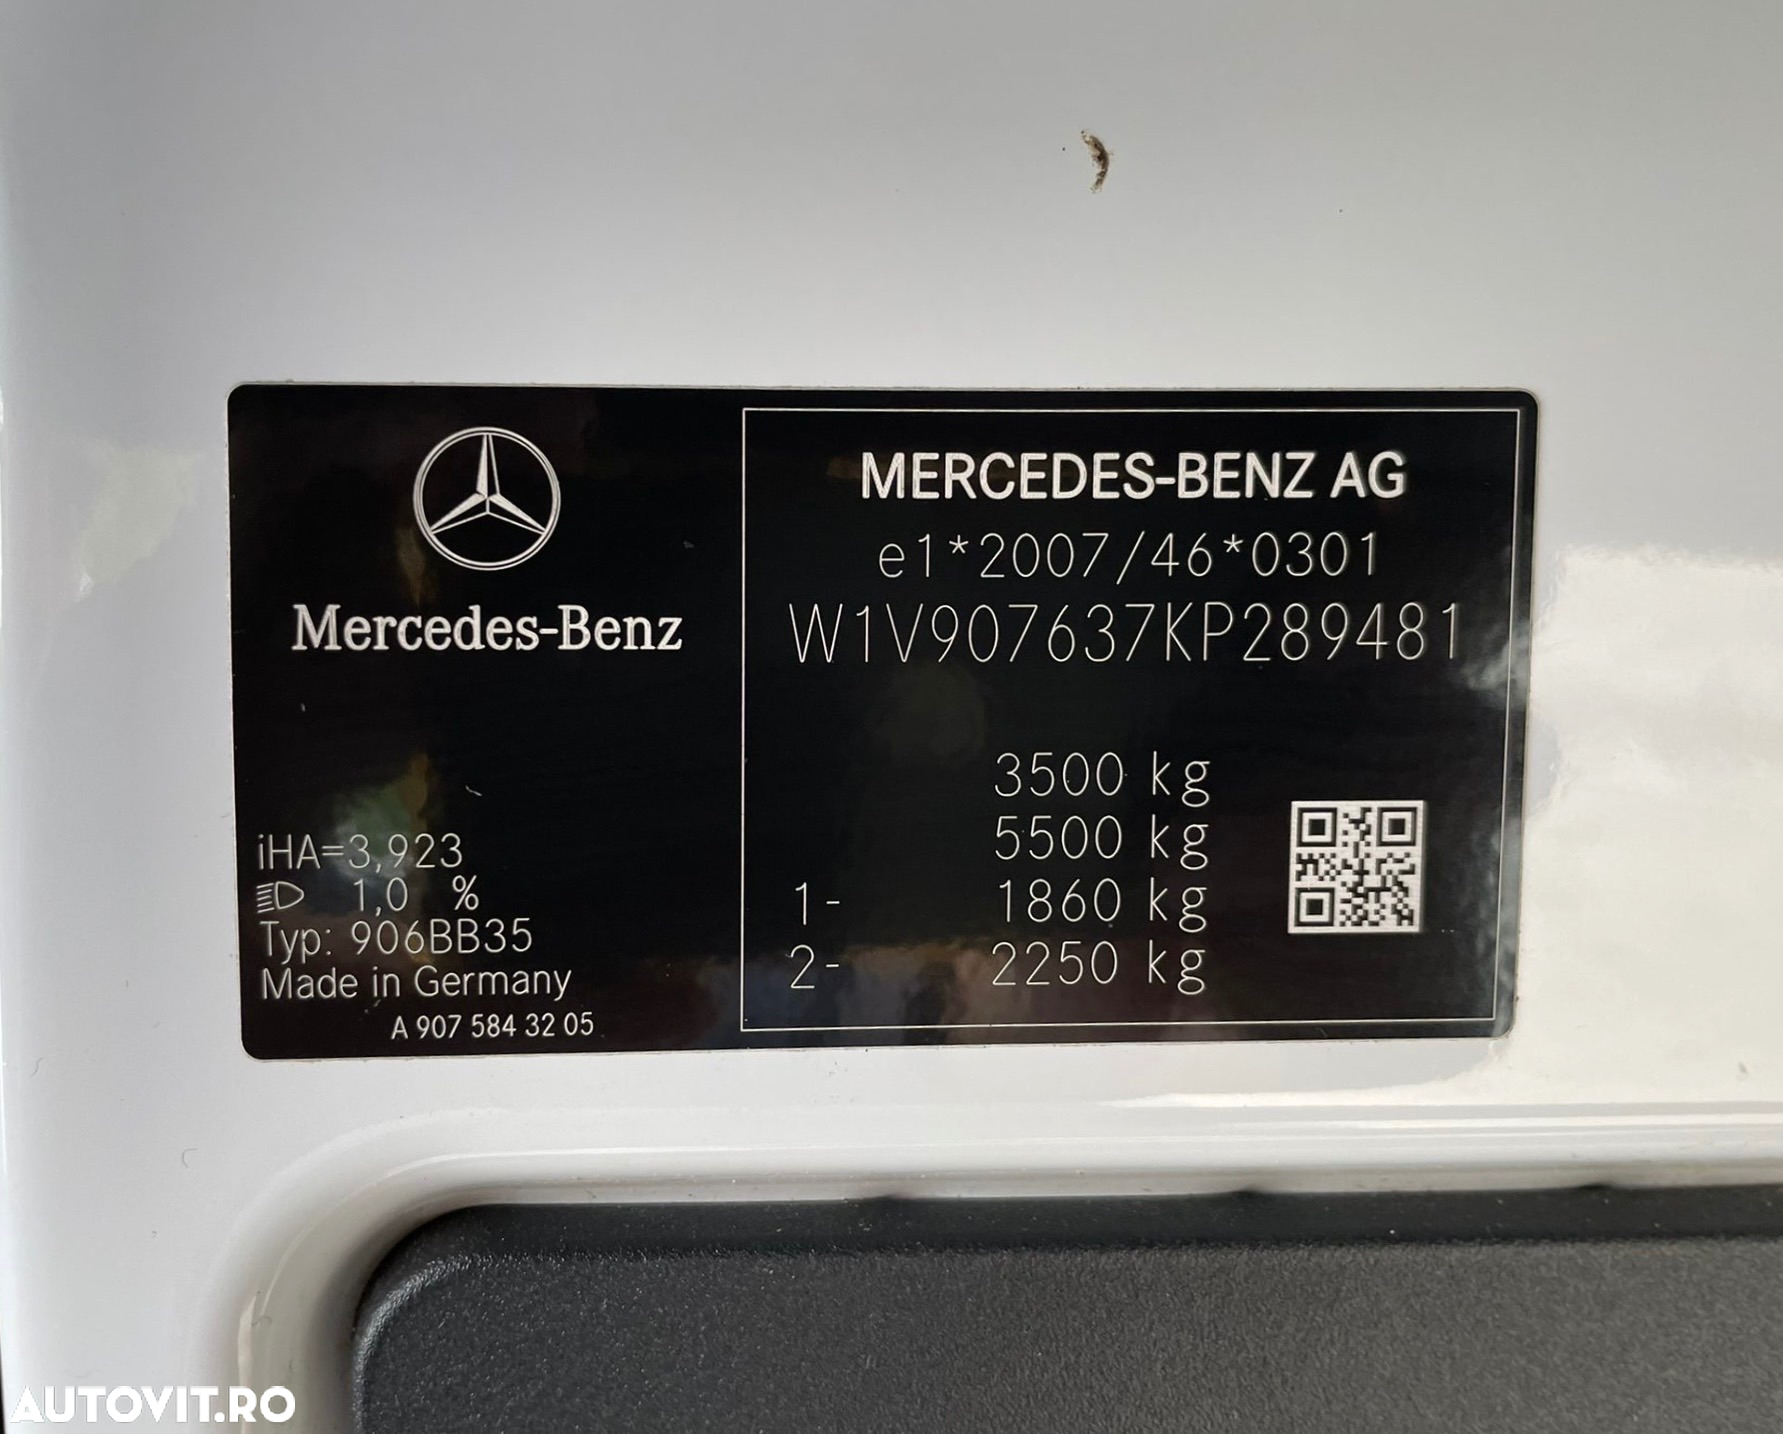 Mercedes-Benz
iHA=3,923
1,0 %
Typ: 906BB35
Made in Germany
A 907 584 32 05
MERCEDES-BENZ AG
e1*2007/46*0301
W1V907637KP289481
3500 kg
5500 kg
1- 1860 kg
2- 2250 kg
AUTOVIT.RO